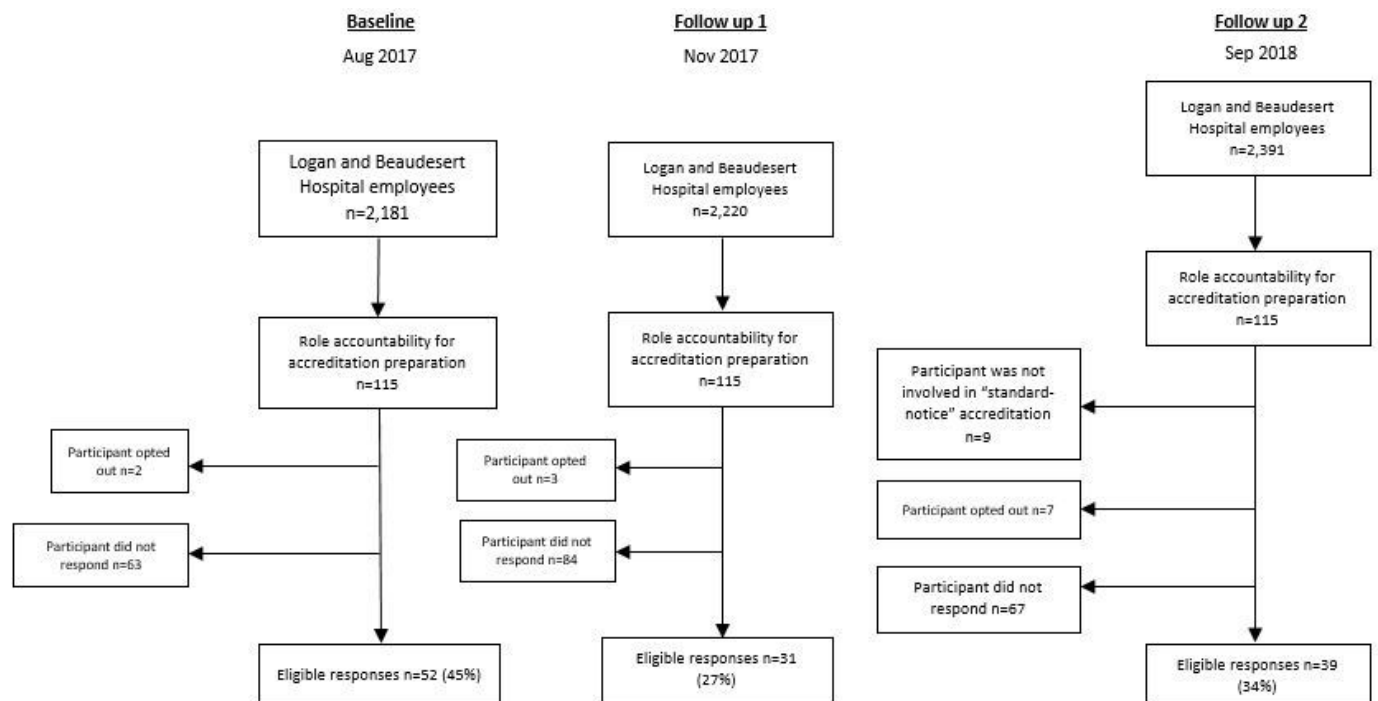 Baseline
Aug 2017
Logan and Beaudesert
Hospital employees
n=2,181
Role accountability for
accreditation preparation
n=115
Participant opted
out n=2
Participant did not
respond n=63
Eligible responses n=52 (45%)
Follow up 1
Nov 2017
Logan and Beaudesert
Hospital employees
n=2,220
Role accountability for
accreditation preparation
n=115
Participant opted
out n=3
Participant did not
respond n=84
Eligible responses n=31
(27%)
Follow up 2
Sep 2018
Logan and Beaudesert
Hospital employees
n=2,391
Role accountability for
accreditation preparation
n=115
Participant was not
involved in “standard-
notice” accreditation
n=9
Participant opted out n=7
Participant did not
respond n=67
Eligible responses n=39
(34%)